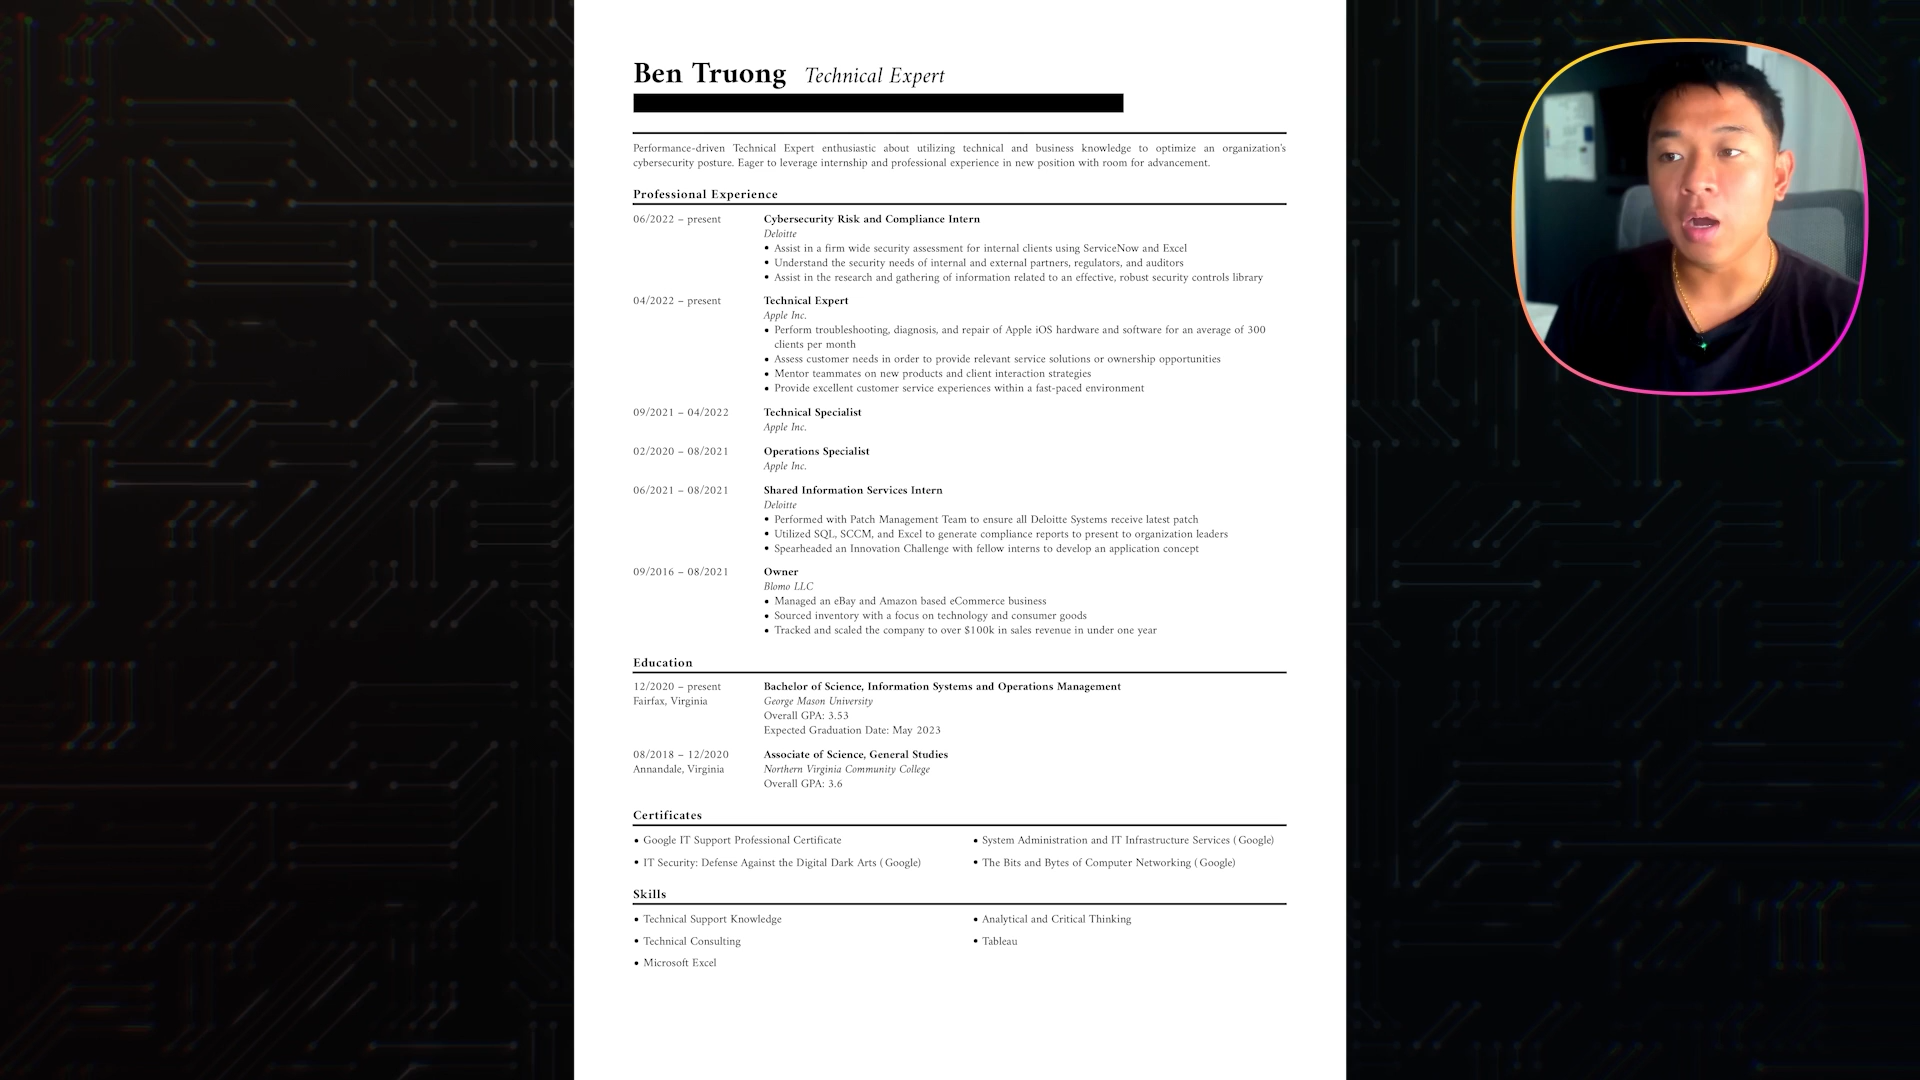 Ben Truong Technical Expert
Performance-driven Technical Expert enthusiastic about utilizing technical and business knowledge to optimize an organization's
cybersecurity posture. Eager to leverage internship and professional experience in new position with room for advancement.
Professional Experience
06/2022 – present Cybersecurity Risk and Compliance Intern
Deloitte
• Assist in a firm wide security assessment for internal clients using ServiceNow and Excel
• Understand the security needs of internal and external partners, regulators, and auditors
• Assist in the research and gathering of information related to an effective, robust security controls library
04/2022 – present Technical Expert
Apple Inc.
• Perform troubleshooting, diagnosis, and repair of Apple iOS hardware and software for an average of 300
clients per month
• Assess customer needs in order to provide relevant service solutions or ownership opportunities
• Mentor teammates on new products and client interaction strategies
• Provide excellent customer service experiences within a fast-paced environment
09/2021 – 04/2022 Technical Specialist
Apple Inc.
02/2020 – 08/2021 Operations Specialist
Apple Inc.
06/2021 – 08/2021 Shared Information Services Intern
Deloitte
• Performed with Patch Management Team to ensure all Deloitte Systems receive latest patch
• Utilized SQL, SCCM, and Excel to generate compliance reports to present to organization leaders
• Spearheaded an Innovation Challenge with fellow interns to develop an application concept
09/2016 – 08/2021 Owner
Blomo LLC
• Managed an eBay and Amazon based eCommerce business
• Sourced inventory with a focus on technology and consumer goods
• Tracked and scaled the company to over $100k in sales revenue in under one year
Education
12/2020 – present Bachelor of Science, Information Systems and Operations Management
Fairfax, Virginia George Mason University
Overall GPA: 3.53
Expected Graduation Date: May 2023
08/2018 – 12/2020 Associate of Science, General Studies
Annandale, Virginia Northern Virginia Community College
Overall GPA: 3.6
Certificates
• Google IT Support Professional Certificate • System Administration and IT Infrastructure Services (Google)
• IT Security: Defense Against the Digital Dark Arts (Google) • The Bits and Bytes of Computer Networking (Google)
Skills
• Technical Support Knowledge • Analytical and Critical Thinking
• Technical Consulting • Tableau
• Microsoft Excel